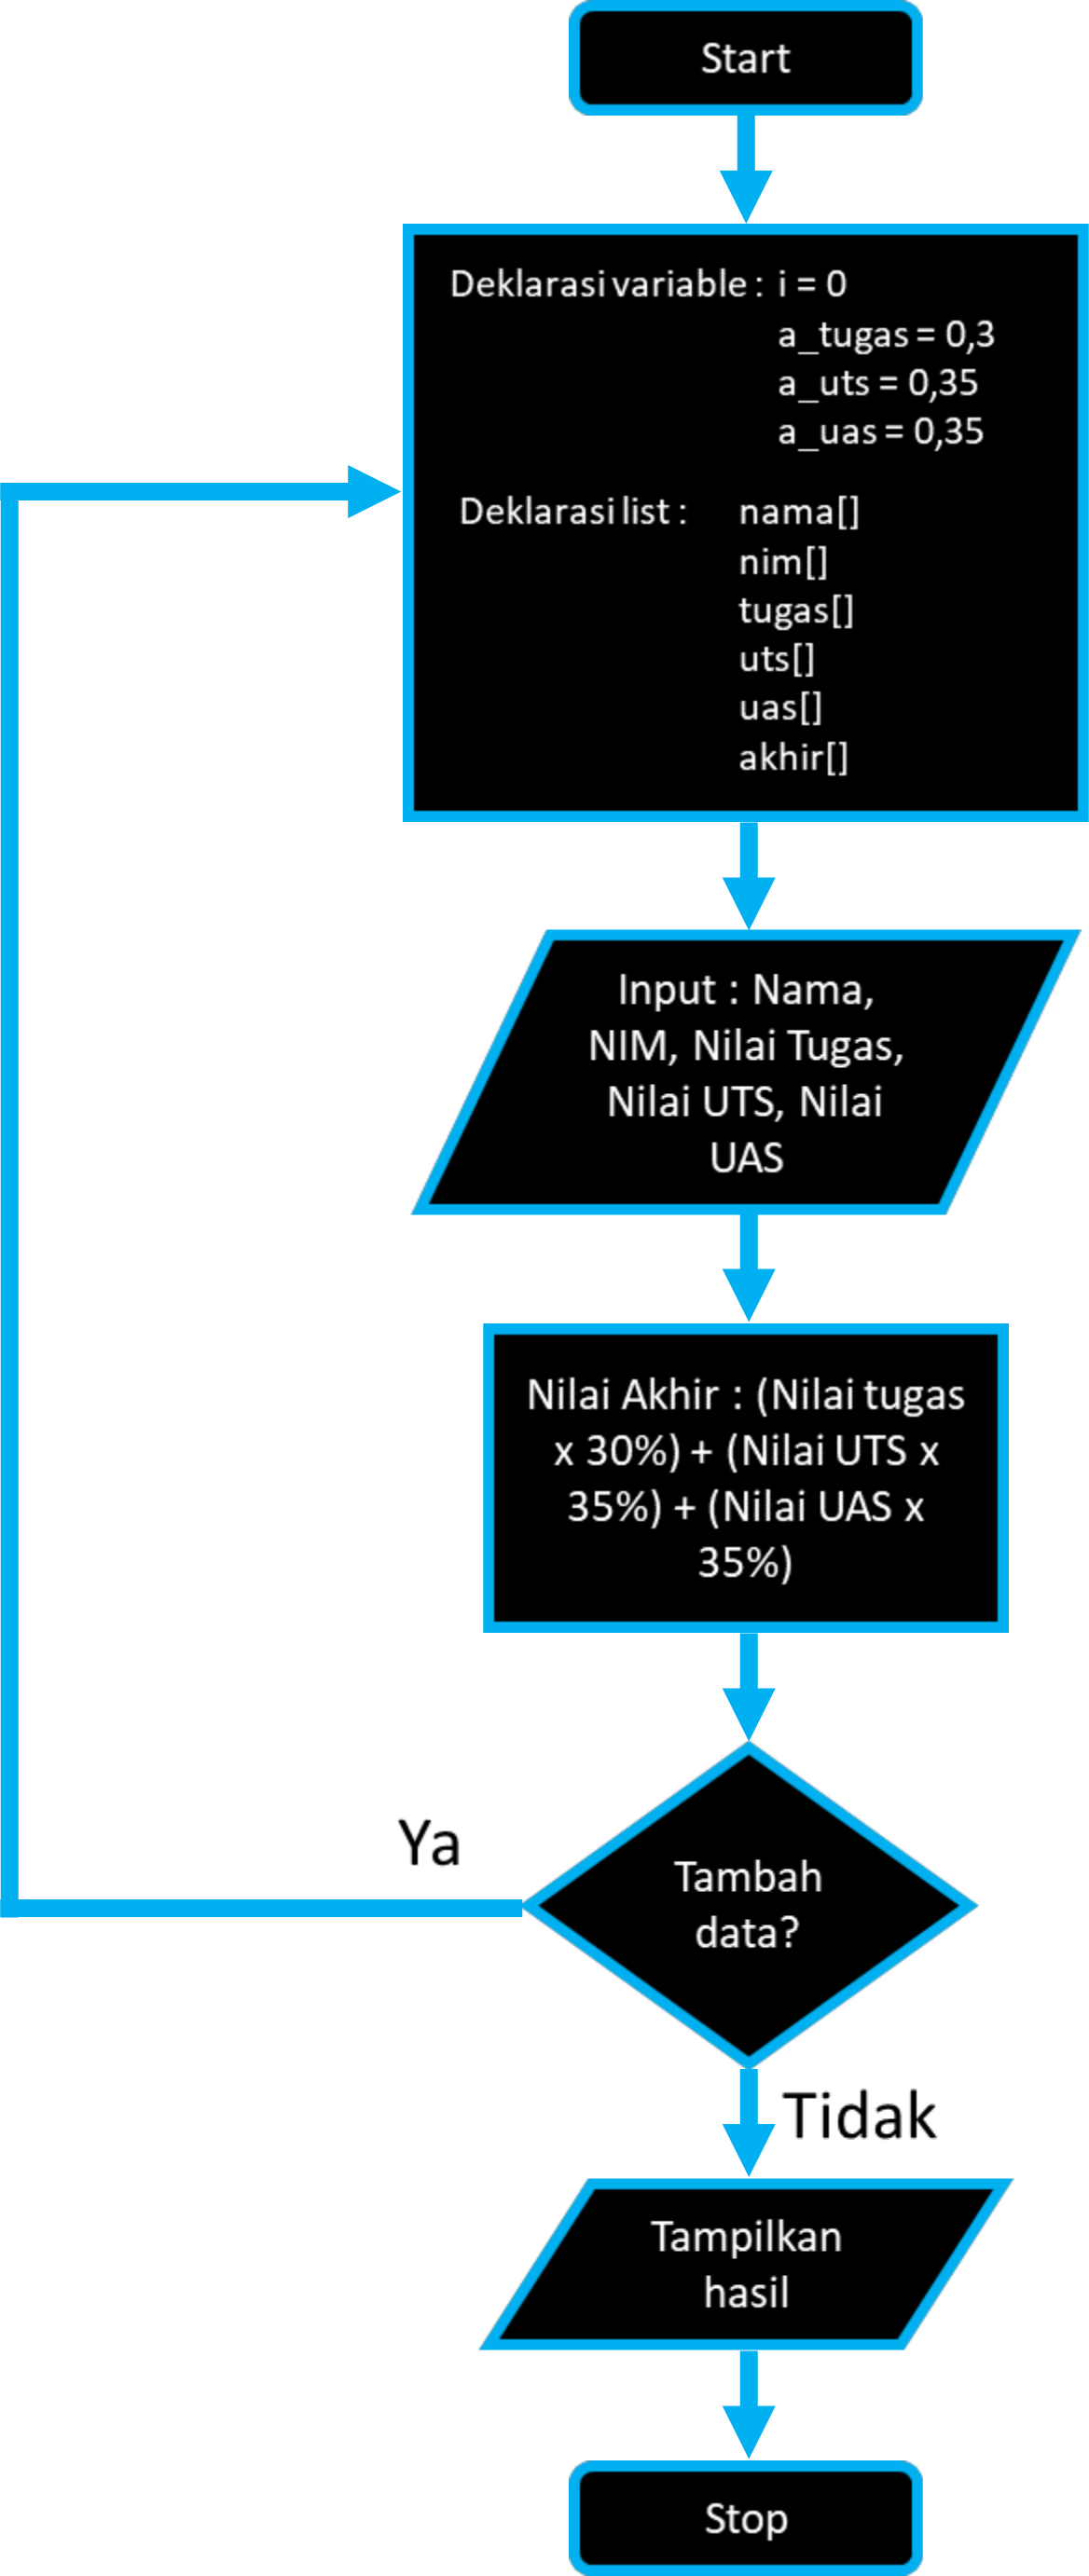 Start
Deklarasi variable : i = 0
a_tugas = 0,3
a_uts = 0,35
a_uas = 0,35
Deklarasi list : nama[]
nim[]
tugas[]
uts[]
uas[]
akhir[]
Input : Nama,
NIM, Nilai Tugas,
Nilai UTS, Nilai
UAS
Nilai Akhir : (Nilai tugas
x 30%) + (Nilai UTS x
35%) + (Nilai UAS x
35%)
Ya
Tambah
data?
Tidak
Tampilkan
hasil
Stop